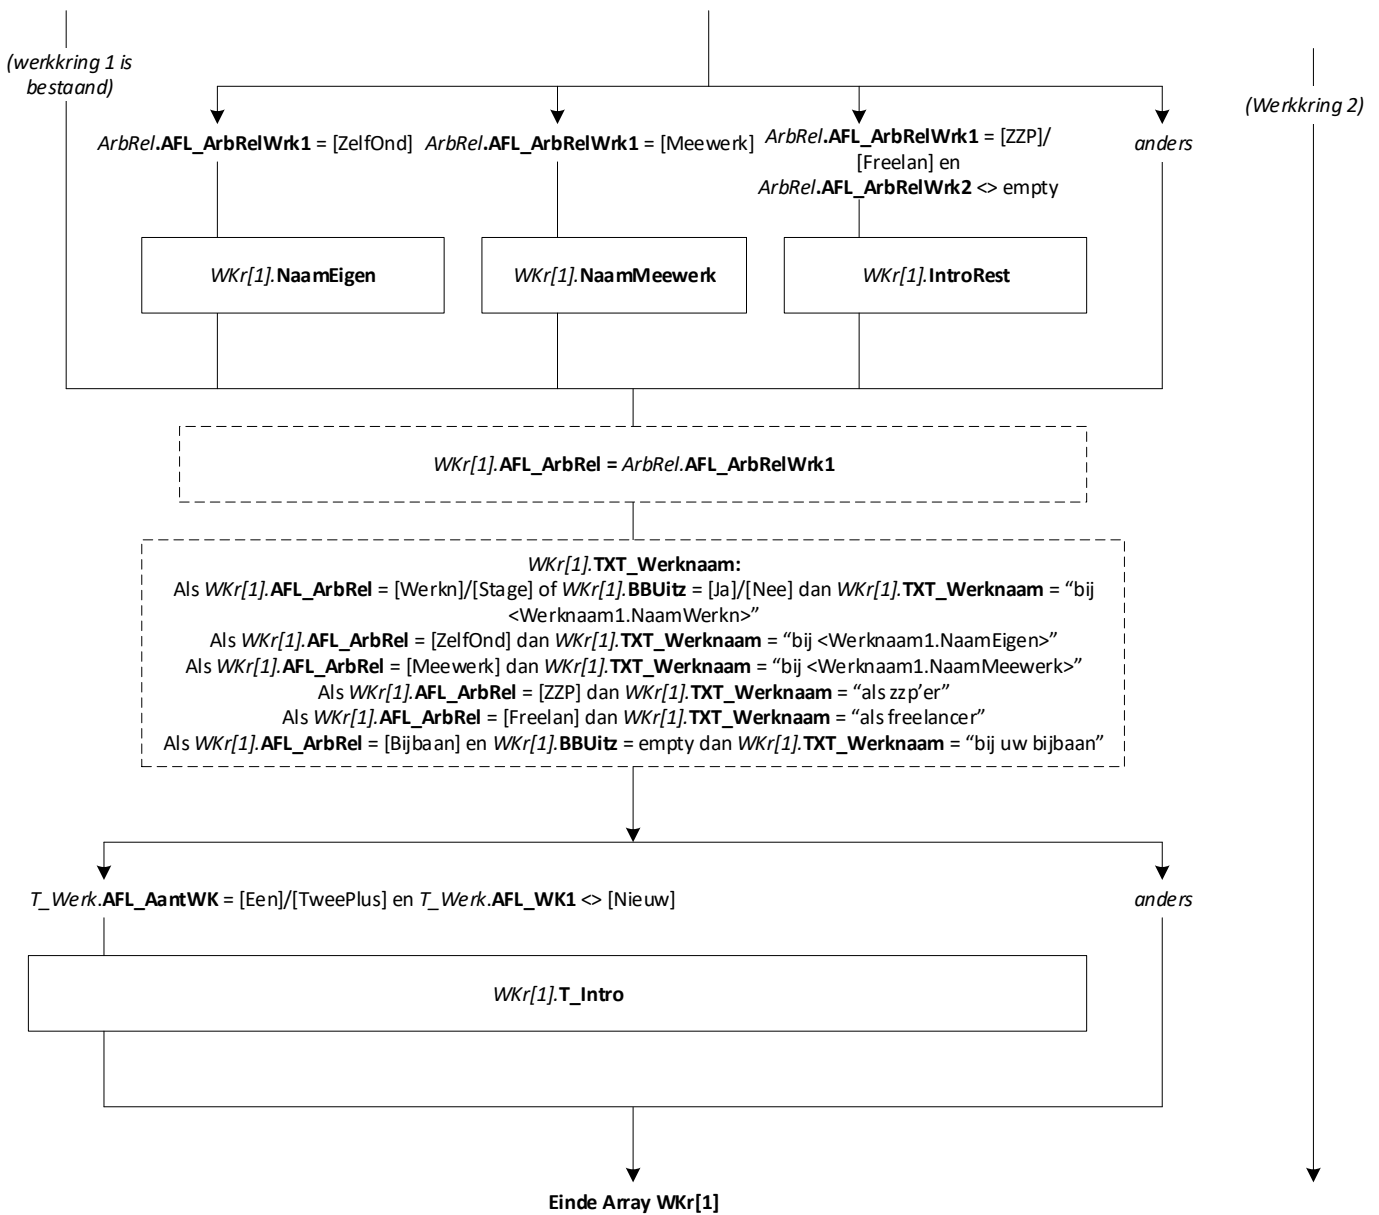 (werkkring 1 is
bestaand)
(Werkkring 2)
ArbRel.AFL_ArbRelWrk1 = [ZelfOnd]
ArbRel.AFL_ArbRelWrk1 = [Meewerk]
ArbRel.AFL_ArbRelWrk1 = [ZZP]/
[Freelan] en
ArbRel.AFL_ArbRelWrk2 <> empty
anders
WKr[1].NaamEigen
WKr[1].NaamMeewerk
WKr[1].IntroRest
WKr[1].AFL_ArbRel = ArbRel.AFL_ArbRelWrk1
WKr[1].TXT_Werknaam:
Als WKr[1].AFL_ArbRel = [Werkn]/[Stage] of WKr[1].BBUitz = [Ja]/[Nee] dan WKr[1].TXT_Werknaam = “bij
<Werknaam1.NaamWerkn>”
Als WKr[1].AFL_ArbRel = [ZelfOnd] dan WKr[1].TXT_Werknaam = “bij <Werknaam1.NaamEigen>”
Als WKr[1].AFL_ArbRel = [Meewerk] dan WKr[1].TXT_Werknaam = “bij <Werknaam1.NaamMeewerk>”
Als WKr[1].AFL_ArbRel = [ZZP] dan WKr[1].TXT_Werknaam = “als zzp’er”
Als WKr[1].AFL_ArbRel = [Freelan] dan WKr[1].TXT_Werknaam = “als freelancer”
Als WKr[1].AFL_ArbRel = [Bijbaan] en WKr[1].BBUitz = empty dan WKr[1].TXT_Werknaam = “bij uw bijbaan”
T_Werk.AFL_AantWK = [Een]/[TweePlus] en T_Werk.AFL_WK1 <> [Nieuw]
anders
WKr[1].T_Intro
Einde Array WKr[1]